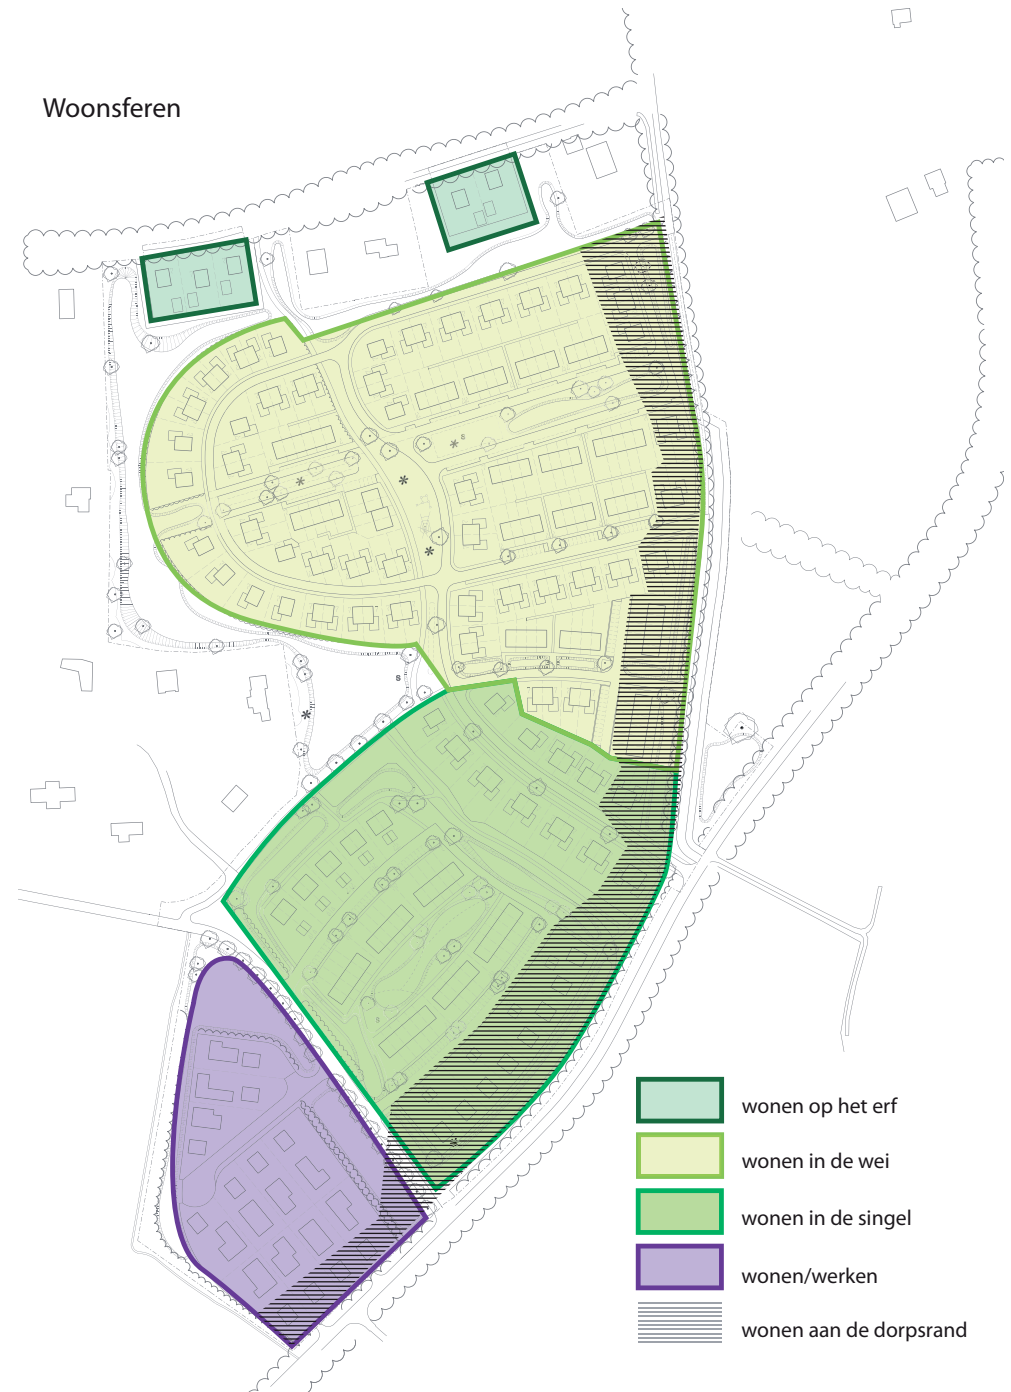 Woonsferen
s
s
wonen op het erf
wonen in de wei
wonen in de singel
wonen/werken
wonen aan de dorpsrand